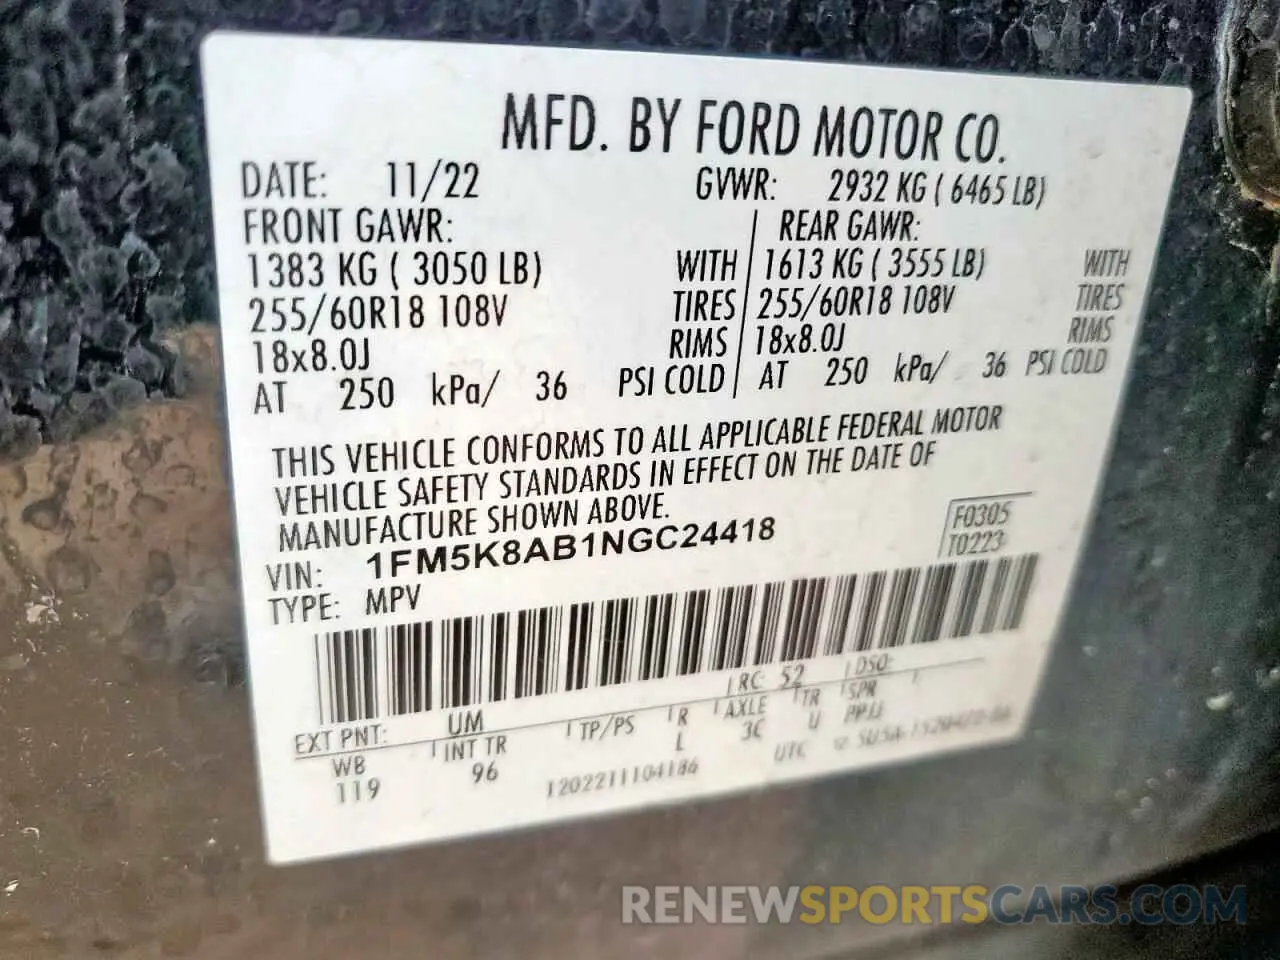 MFD. BY FORD MOTOR CO.
DATE: 11/22 GVWR: 2932 KG ( 6465 LB)
FRONT GAWR: REAR GAWR:
1383 KG ( 3050 LB) WITH 1613 KG ( 3555 LB) WITH
255/60R18 108V TIRES 255/60R18 108V TIRES
18x8.0J RIMS 18x8.0J RIMS
AT 250 kPa/ 36 PSI COLD AT 250 kPa/ 36 PSI COLD
THIS VEHICLE CONFORMS TO ALL APPLICABLE FEDERAL MOTOR
VEHICLE SAFETY STANDARDS IN EFFECT ON THE DATE OF
MANUFACTURE SHOWN ABOVE.
F0305
VIN: 1FM5K8AB1NGC24418
T0223
TYPE: MPV
RC: 52 DSO:
EXT PNT: UM
WB INT TR TP/PS R AXLE TR SPR
119 96 L 3C U PPJJ
1202211104186 UTC
RENEWSPORTSCARS.COM